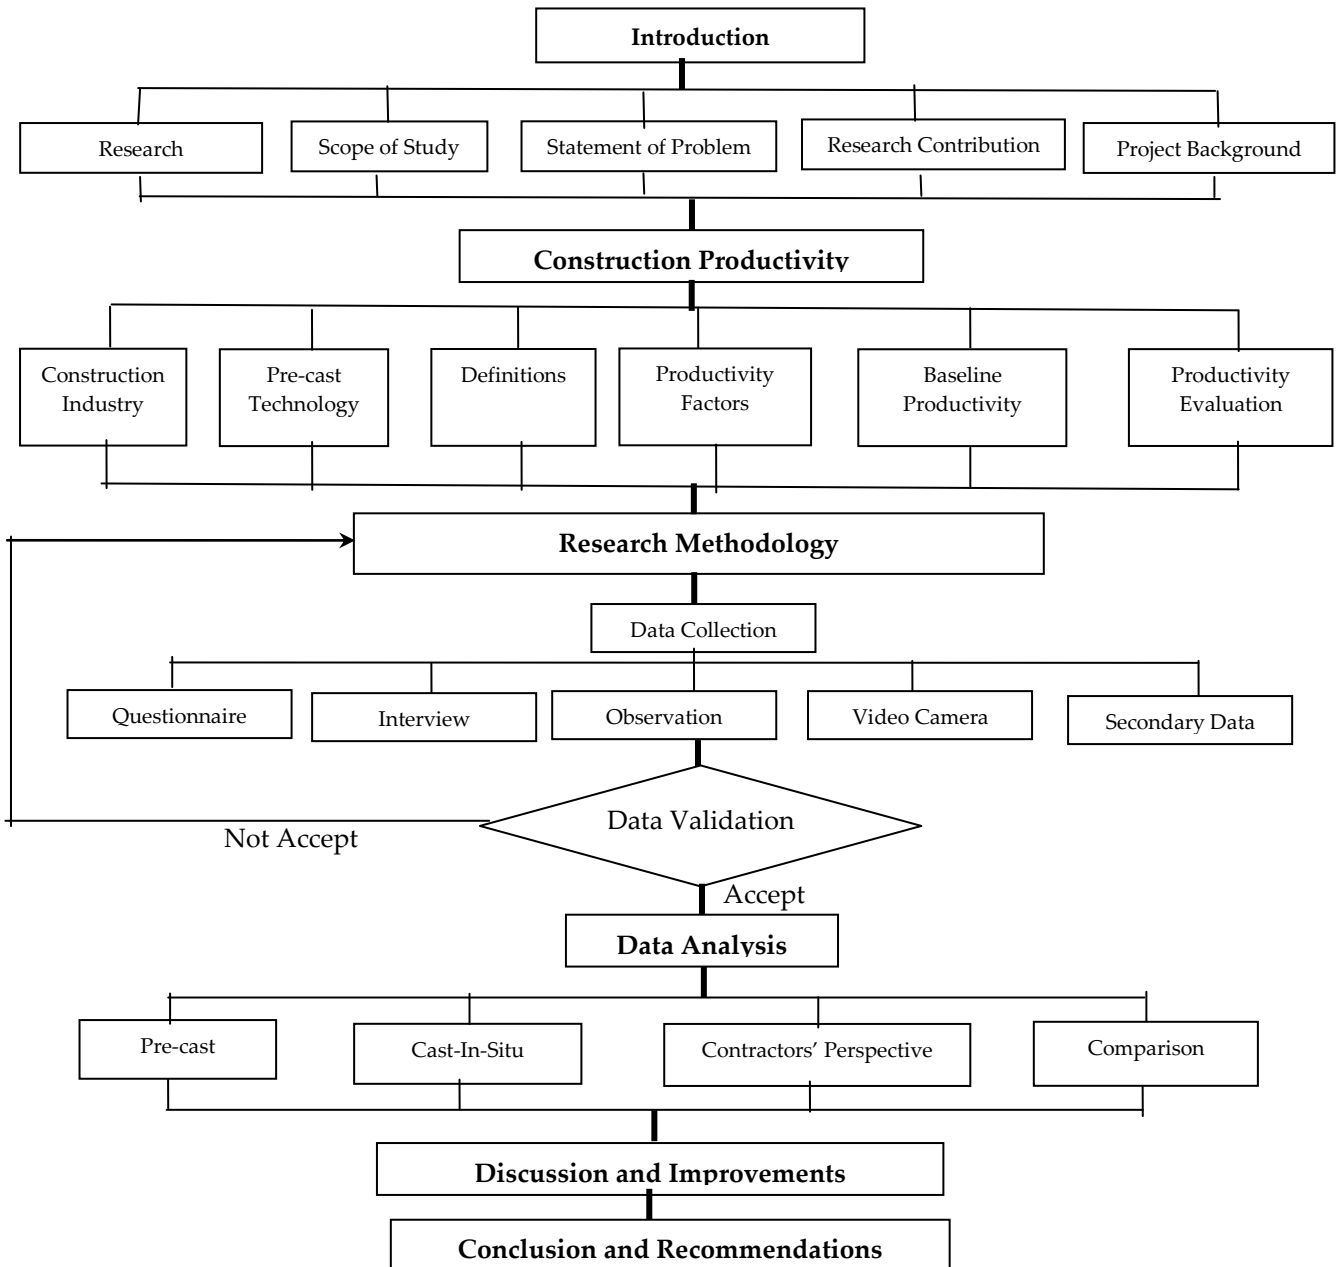 Introduction
Research
Scope of Study
Statement of Problem
Research Contribution
Project Background
Construction Productivity
Construction
Industry
Pre-cast
Technology
Definitions
Productivity
Factors
Baseline
Productivity
Productivity
Evaluation
Research Methodology
Data Collection
Questionnaire
Interview
Observation
Video Camera
Secondary Data
Data Validation
Not Accept
Accept
Data Analysis
Pre-cast
Cast-In-Situ
Contractors’ Perspective
Comparison
Discussion and Improvements
Conclusion and Recommendations